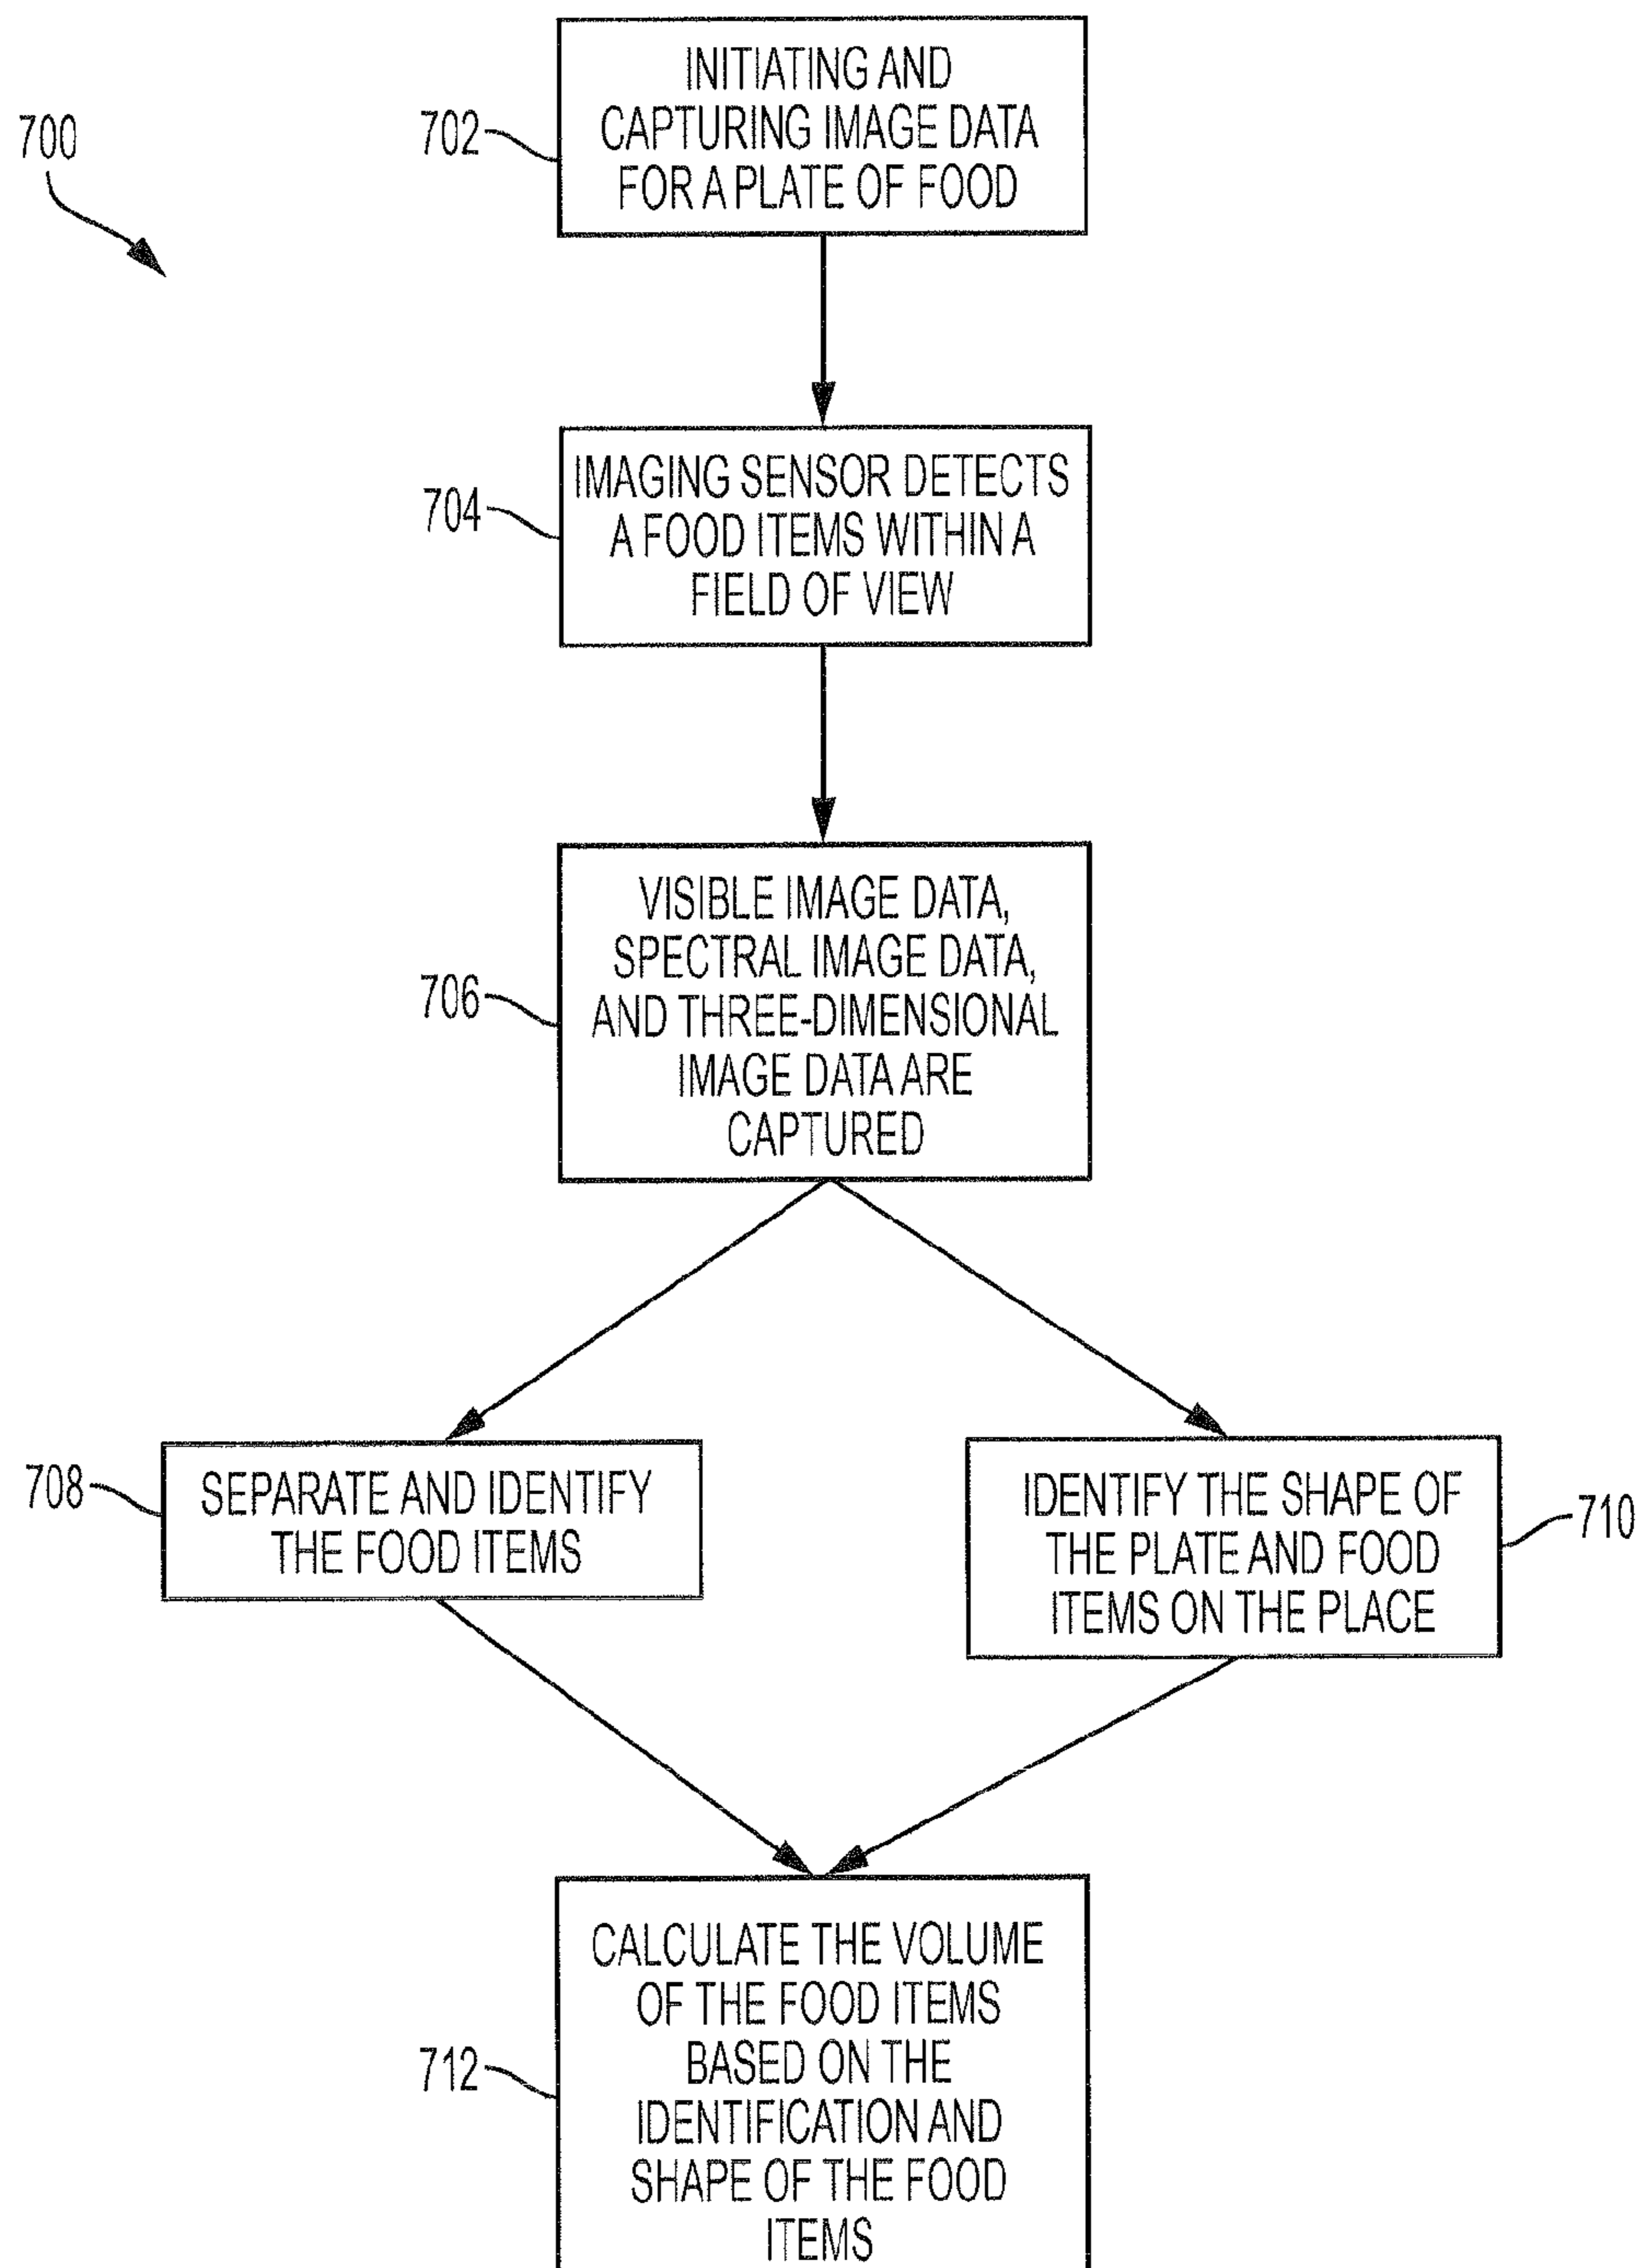 700
702
INITIATING AND
CAPTURING IMAGE DATA
FOR A PLATE OF FOOD
704
IMAGING SENSOR DETECTS
A FOOD ITEMS WITHIN A
FIELD OF VIEW
706
VISIBLE IMAGE DATA,
SPECTRAL IMAGE DATA,
AND THREE-DIMENSIONAL
IMAGE DATA ARE
CAPTURED
708
SEPARATE AND IDENTIFY
THE FOOD ITEMS
710
IDENTIFY THE SHAPE OF
THE PLATE AND FOOD
ITEMS ON THE PLACE
712
CALCULATE THE VOLUME
OF THE FOOD ITEMS
BASED ON THE
IDENTIFICATION AND
SHAPE OF THE FOOD
ITEMS